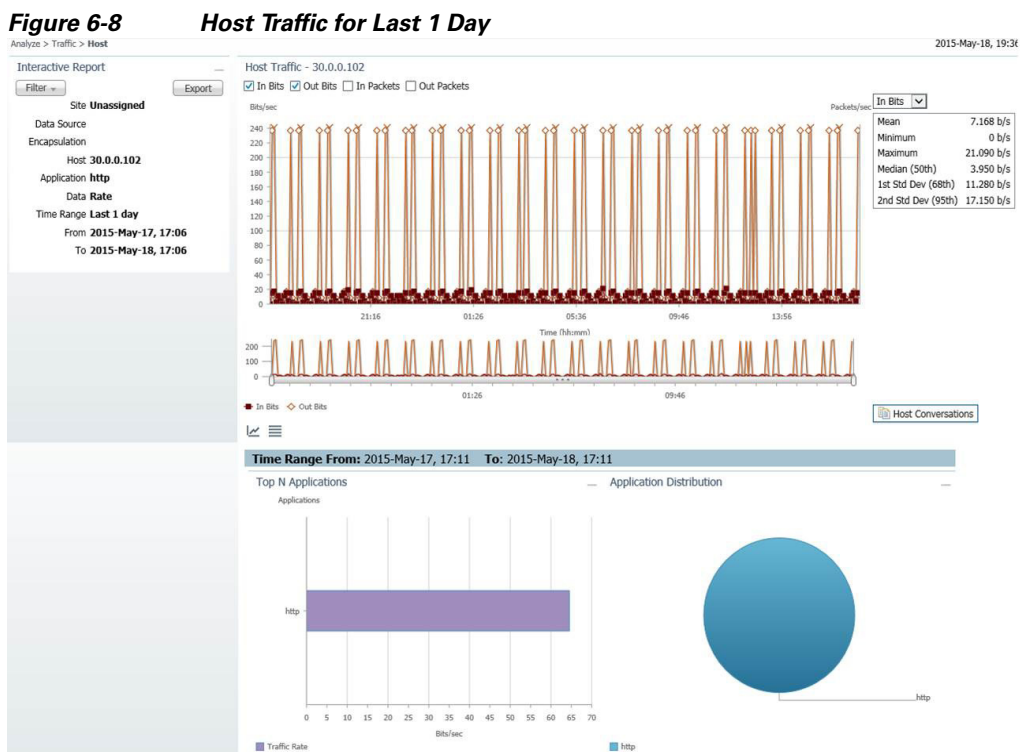 Figure 6-8 Host Traffic for Last 1 Day
Analyze > Traffic > Host
2015-May-18, 19:36
Interactive Report
Filter
Export
Site Unassigned
Data Source
Encapsulation
Host 30.0.0.102
Application http
Data Rate
Time Range Last 1 day
From 2015-May-17, 17:06
To 2015-May-18, 17:06
Host Traffic - 30.0.0.102
In Bits Out Bits In Packets Out Packets
Bits/sec
Packets/sec
240
220
200
180
160
140
120
100
80
60
40
20
0
21:16 01:26 05:36 09:46 13:56
Time (hh:mm)
In Bits
Mean 7.168 b/s
Minimum 0 b/s
Maximum 21.090 b/s
Median (50th) 3.950 b/s
1st Std Dev (68th) 11.280 b/s
2nd Std Dev (95th) 17.150 b/s
200
100
0
01:26 09:46
In Bits Out Bits
Host Conversations
Time Range From: 2015-May-17, 17:11 To: 2015-May-18, 17:11
Top N Applications
Applications
http
0 5 10 15 20 25 30 35 40 45 50 55 60 65 70
Bits/sec
Traffic Rate
Application Distribution
http
http